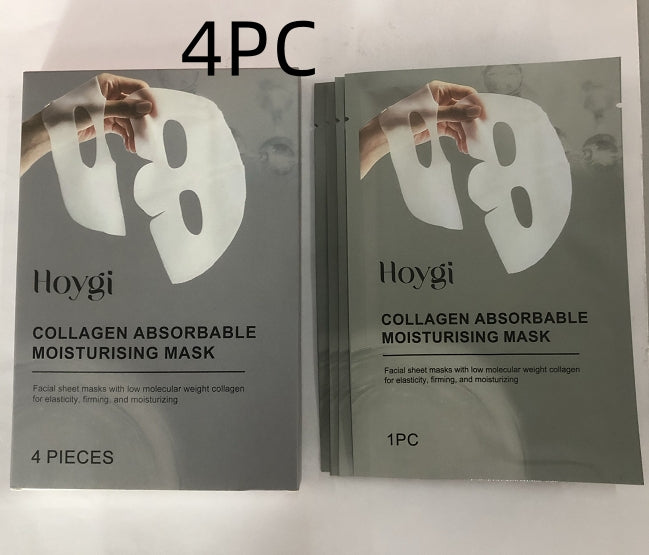 4PC
Hoygi
COLLAGEN ABSORBABLE
MOISTURISING MASK
Facial sheet masks with low molecular weight collagen
for elasticity, firming, and moisturizing
4 PIECES
Hoygi
COLLAGEN ABSORBABLE
MOISTURISING MASK
Facial sheet masks with low molecular weight collagen
for elasticity, firming, and moisturizing
1PC